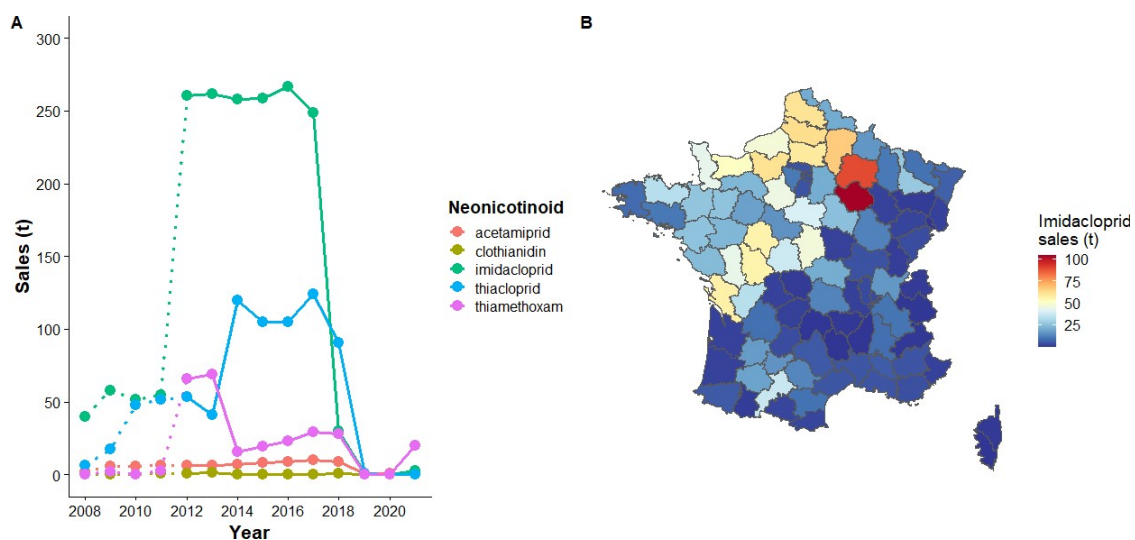 A
300
250
200
150
100
50
0
Sales (t)
2008
2010
2012
2014
2016
2018
2020
Year
Neonicotinoid
acetamiprid
clothianidin
imidacloprid
thiacloprid
thiamethoxam
B
Imidacloprid
sales (t)
100
75
50
25